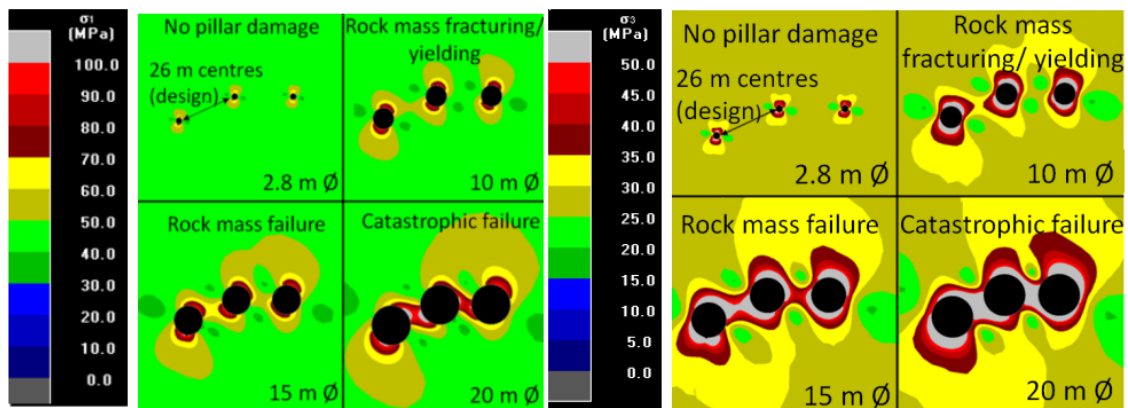 σ1
(MPa)
100.0
90.0
80.0
70.0
60.0
50.0
40.0
30.0
20.0
10.0
0.0
No pillar damage
26 m centres
(design)
2.8 m Ø
Rock mass fracturing/
yielding
10 m Ø
Rock mass failure
15 m Ø
Catastrophic failure
20 m Ø
σ3
(MPa)
50.0
45.0
40.0
35.0
30.0
25.0
20.0
15.0
10.0
5.0
0.0
No pillar damage
26 m centres
(design)
2.8 m Ø
Rock mass
fracturing/ yielding
10 m Ø
Rock mass failure
15 m Ø
Catastrophic failure
20 m Ø